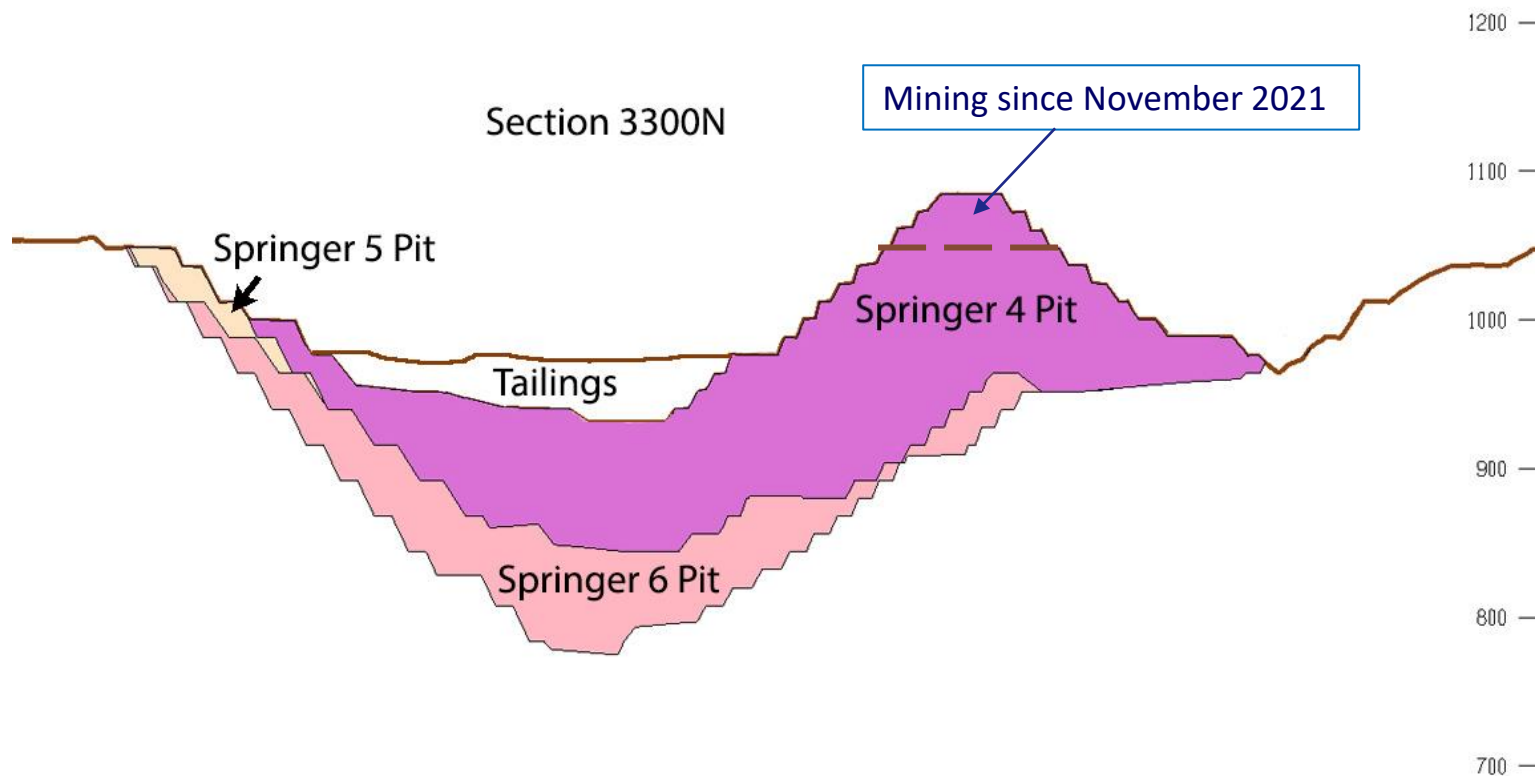 1200
Mining since November 2021
Section 3300N
1100
Springer 5 Pit
Springer 4 Pit
1000
Tailings
900
Springer 6 Pit
800
700